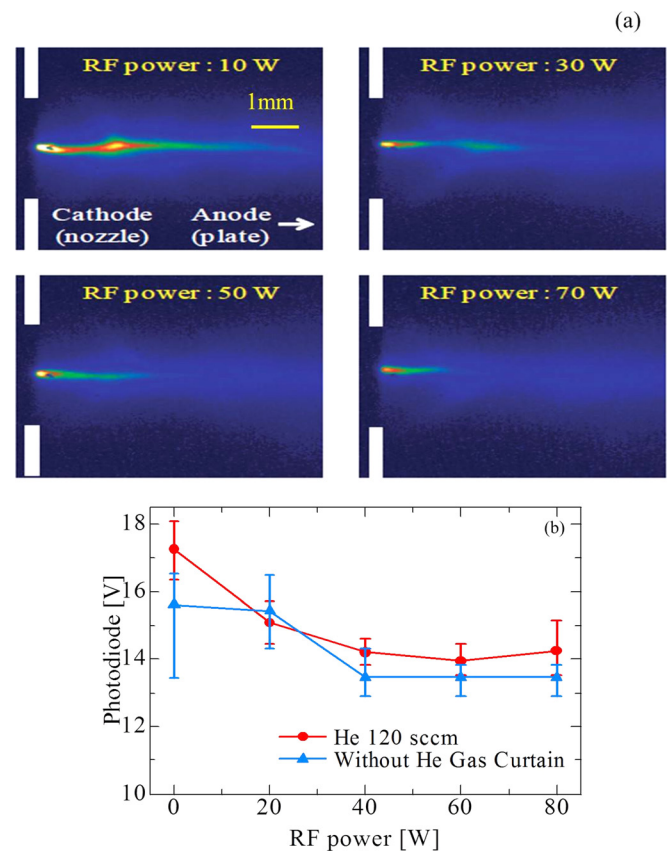 (a)
RF power : 10 W
RF power : 30 W
1mm
Cathode
(nozzle)
Anode
(plate)
RF power : 50 W
RF power : 70 W
(b)
18
16
14
12
10
Photodiode [V]
He 120 sccm
Without He Gas Curtain
0 20 40 60 80
RF power [W]